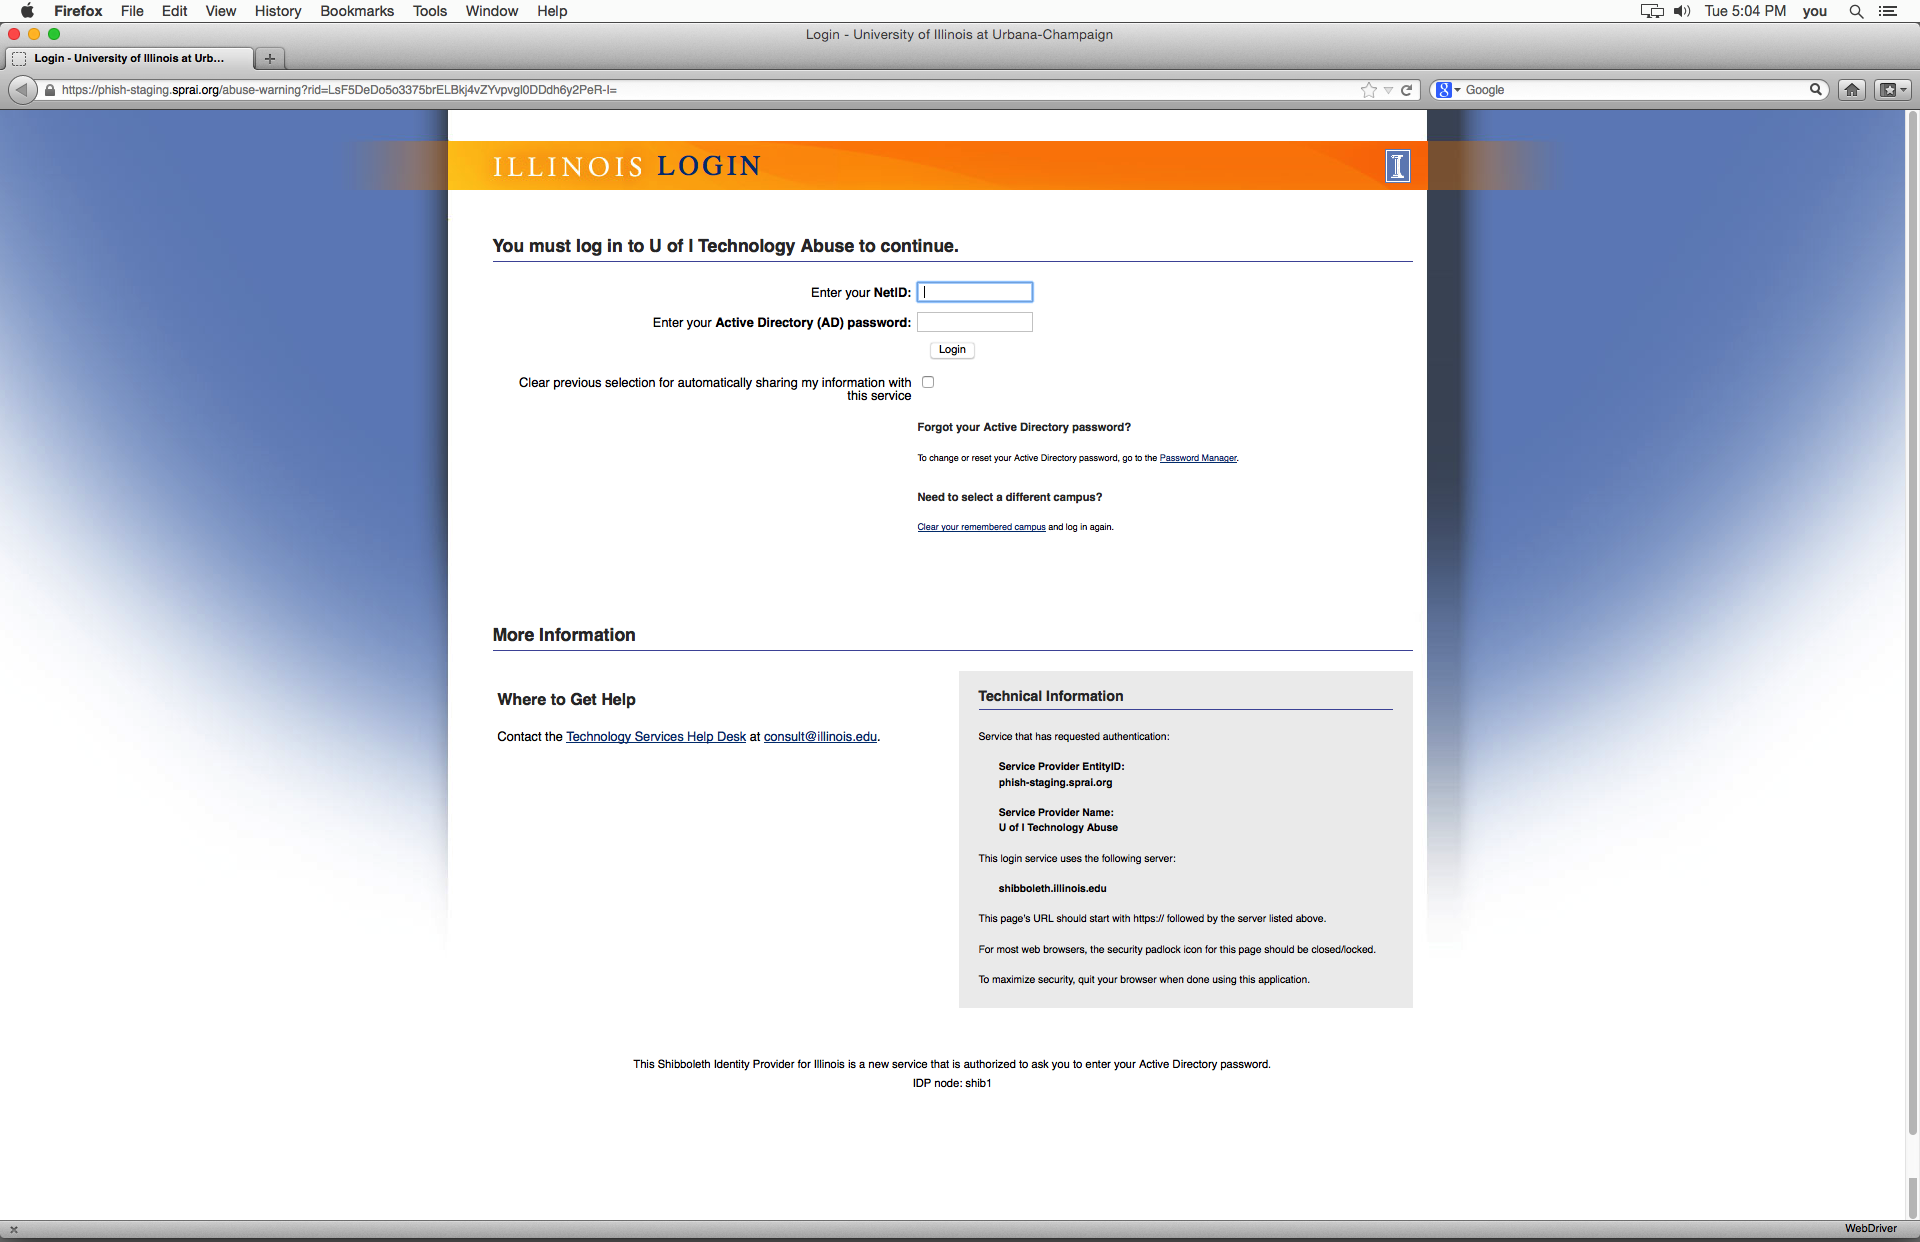 Firefox File Edit View History Bookmarks Tools Window Help Tue 5:04 PM you
Login - University of Illinois at Urbana-Champaign
Login - University of Illinois at Urb...
Google
ILLINOIS LOGIN
You must log in to U of I Technology Abuse to continue.
Enter your NetID:
Enter your Active Directory (AD) password:
Login
Clear previous selection for automatically sharing my information with
this service
Forgot your Active Directory password?
To change or reset your Active Directory password, go to the Password Manager.
Need to select a different campus?
Clear your remembered campus and log in again.
More Information
Where to Get Help
Contact the Technology Services Help Desk at consult@illinois.edu.
Technical Information
Service that has requested authentication:
Service Provider EntityID:
phish-staging.sprai.org
Service Provider Name:
U of I Technology Abuse
This login service uses the following server:
shibboleth.illinois.edu
This page's URL should start with https:// followed by the server listed above.
For most web browsers, the security padlock icon for this page should be closed/locked.
To maximize security, quit your browser when done using this application.
This Shibboleth Identity Provider for Illinois is a new service that is authorized to ask you to enter your Active Directory password.
IDP node: shib1
WebDriver